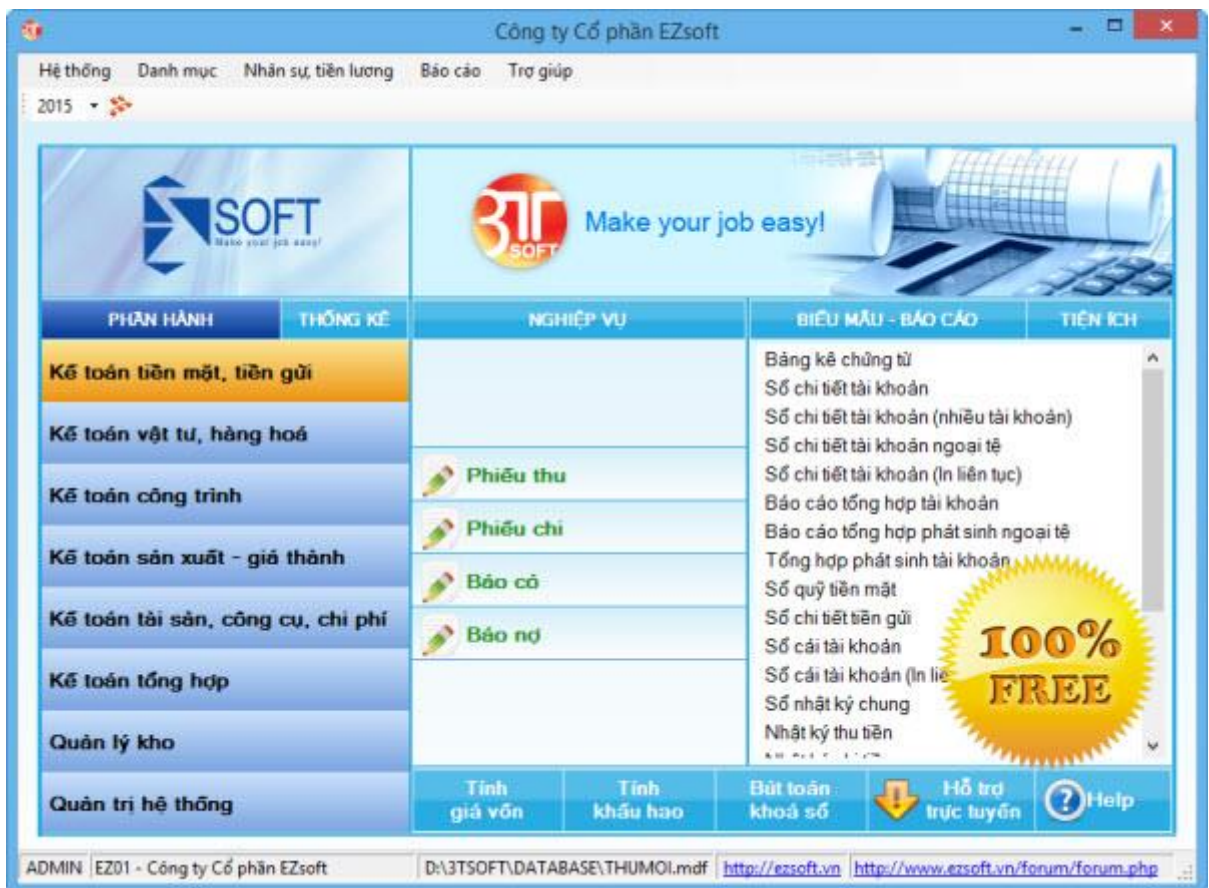 Công ty Cổ phần EZsoft
Hệ thống Danh mục Nhân sự, tiền lương Báo cáo Trợ giúp
2015
SOFT
Make your job easy!
3T
SOFT
Make your job easy!
PHÂN HÀNH THỐNG KÊ NGHIỆP VỤ BIỂU MẪU - BÁO CÁO TIỆN ÍCH
Kế toán tiền mặt, tiền gửi
Kế toán vật tư, hàng hoá
Kế toán công trình
Kế toán sản xuất - giá thành
Kế toán tài sản, công cụ, chi phí
Kế toán tổng hợp
Quản lý kho
Quản trị hệ thống
Phiếu thu
Phiếu chi
Báo có
Báo nợ
Bảng kê chứng từ
Sổ chi tiết tài khoản
Sổ chi tiết tài khoản (nhiều tài khoản)
Sổ chi tiết tài khoản ngoại tệ
Sổ chi tiết tài khoản (In liên tục)
Báo cáo tổng hợp tài khoản
Báo cáo tổng hợp phát sinh ngoại tệ
Tổng hợp phát sinh tài khoản
Sổ quỹ tiền mặt
Sổ chi tiết tiền gửi
Sổ cái tài khoản
Sổ cái tài khoản (In liê
Sổ nhật ký chung
Nhật ký thu tiền
100%
FREE
Tính
giá vốn
Tính
khấu hao
Bút toán
khoá sổ
Hỗ trợ
trực tuyến
Help
ADMIN EZ01 - Công ty Cổ phần EZsoft D:\3TSOFT\DATABASE\THUMOI.mdf http://ezsoft.vn http://www.ezsoft.vn/forum/forum.php